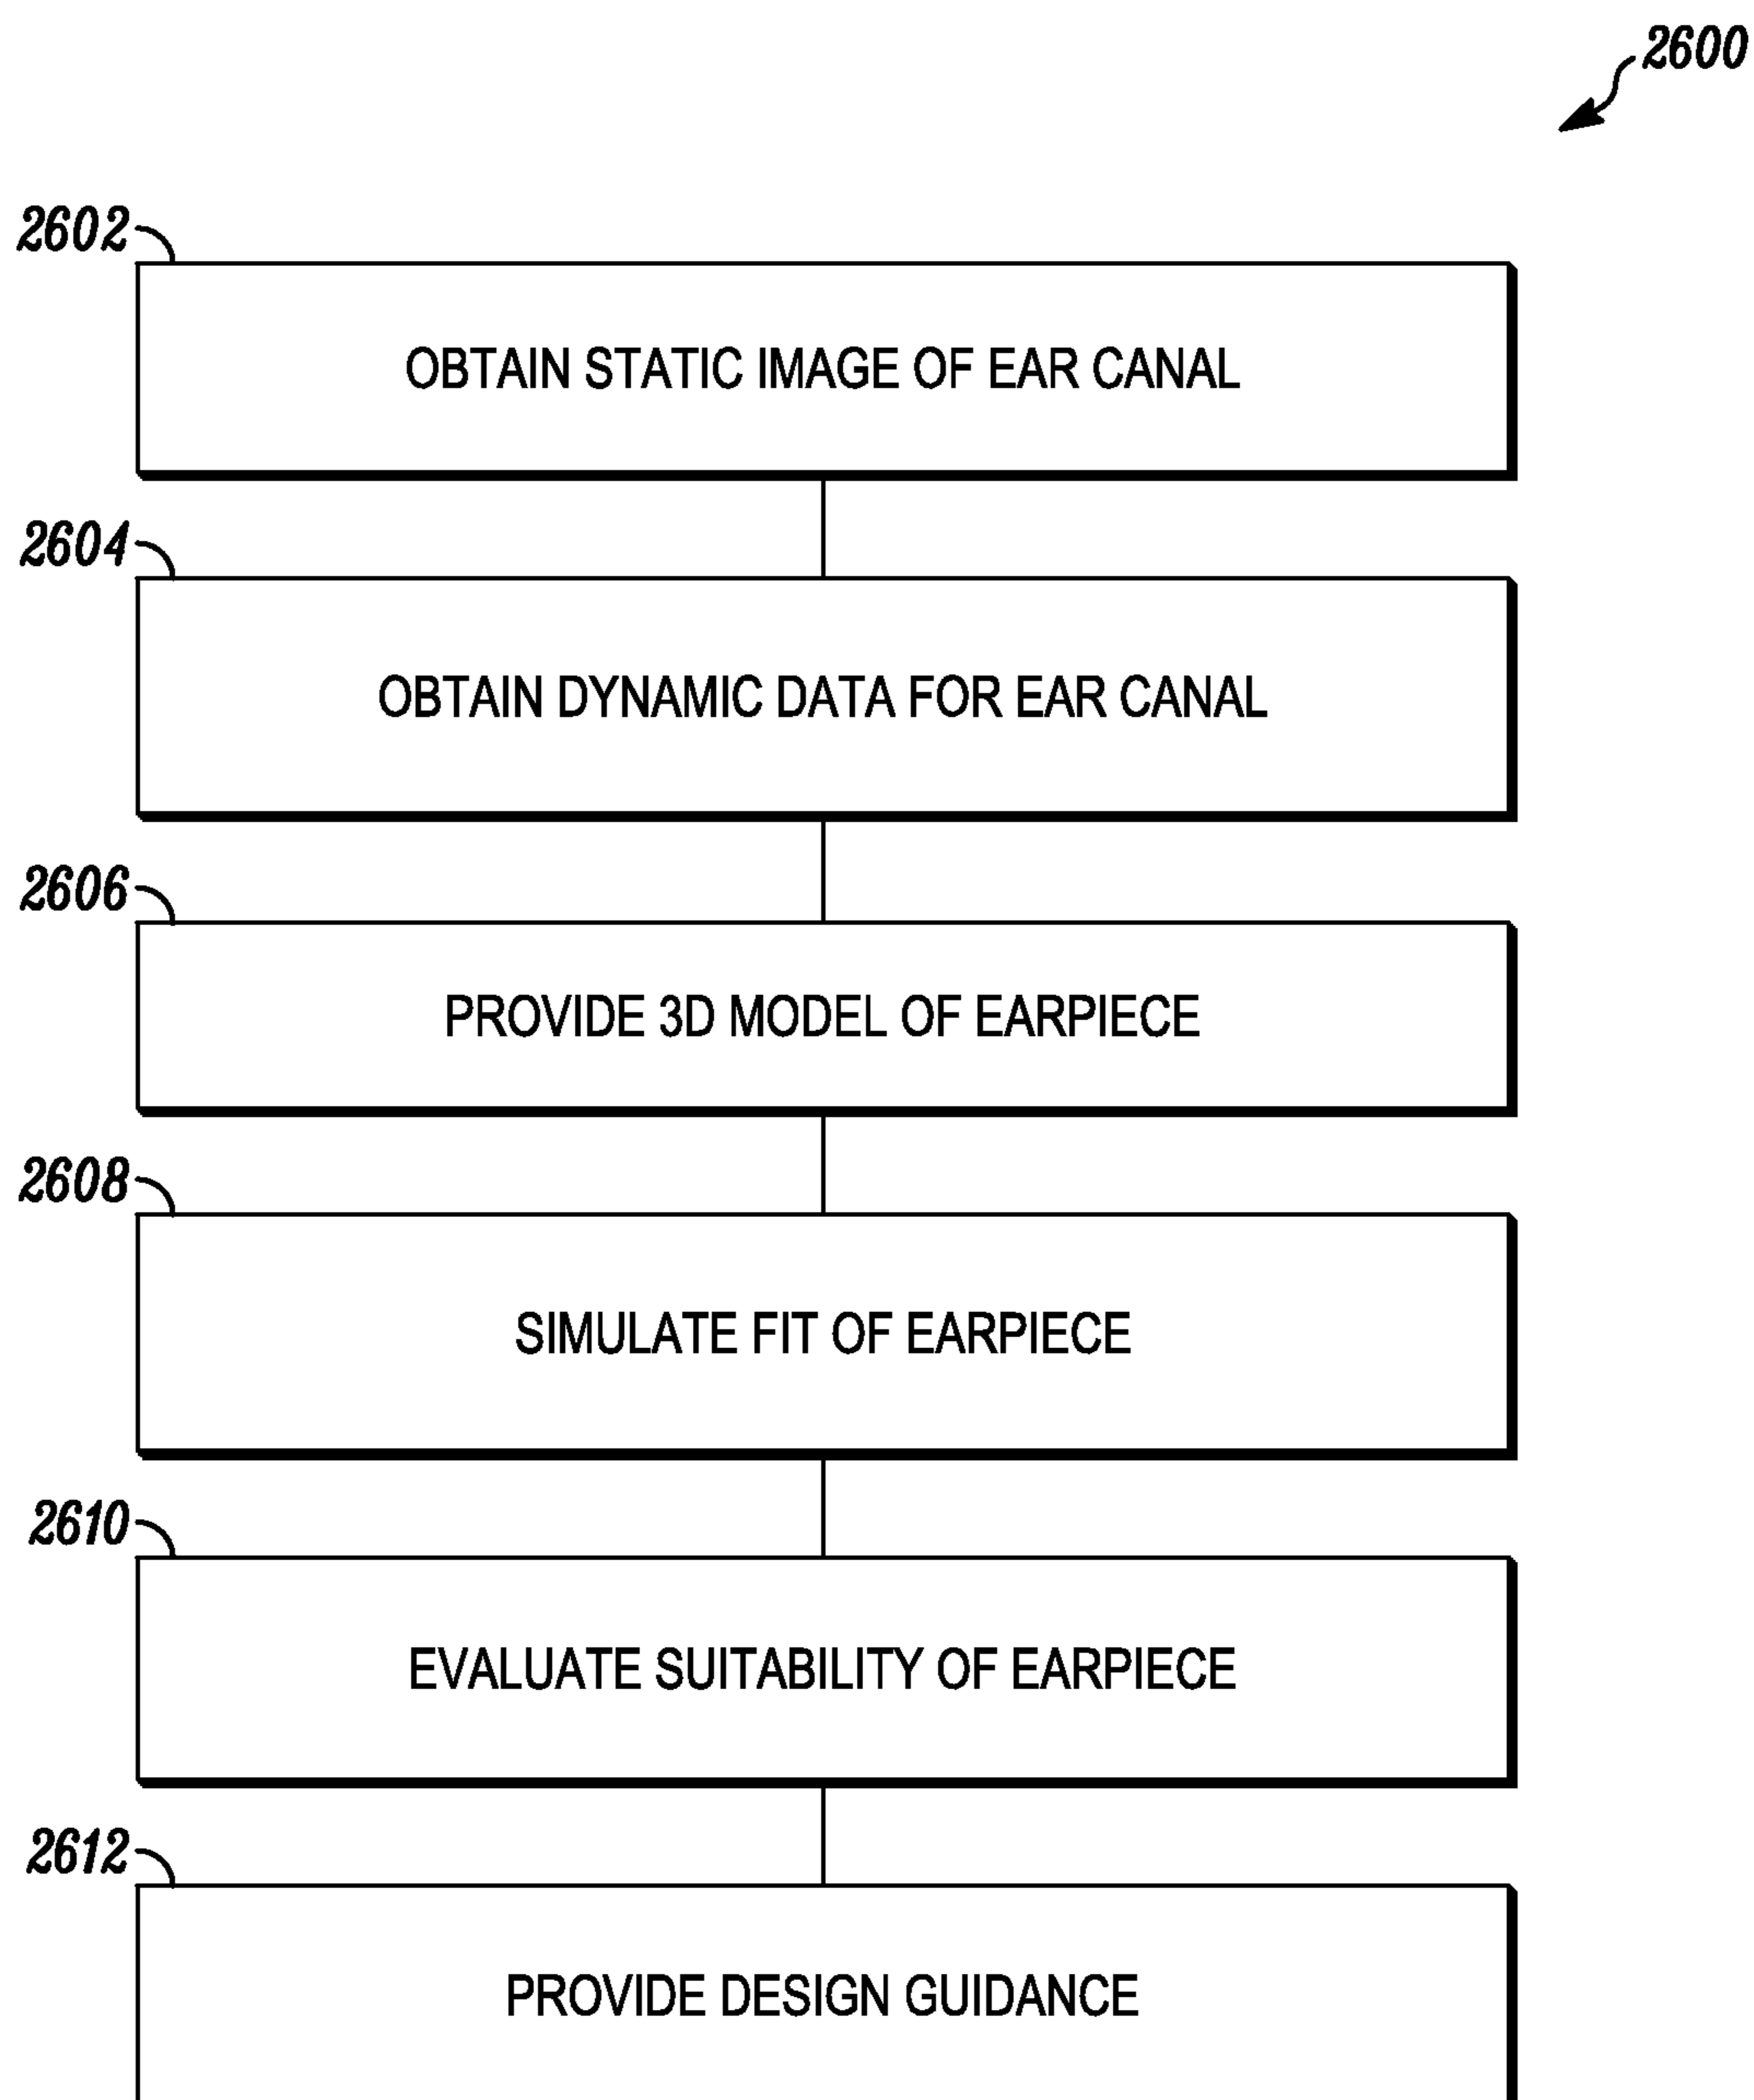 2600
2602
OBTAIN STATIC IMAGE OF EAR CANAL
2604
OBTAIN DYNAMIC DATA FOR EAR CANAL
2606
PROVIDE 3D MODEL OF EARPIECE
2608
SIMULATE FIT OF EARPIECE
2610
EVALUATE SUITABILITY OF EARPIECE
2612
PROVIDE DESIGN GUIDANCE